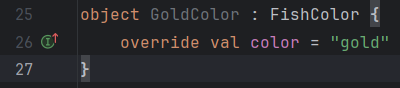 25 object GoldColor : FishColor {
26 override val color = "gold"
27 }